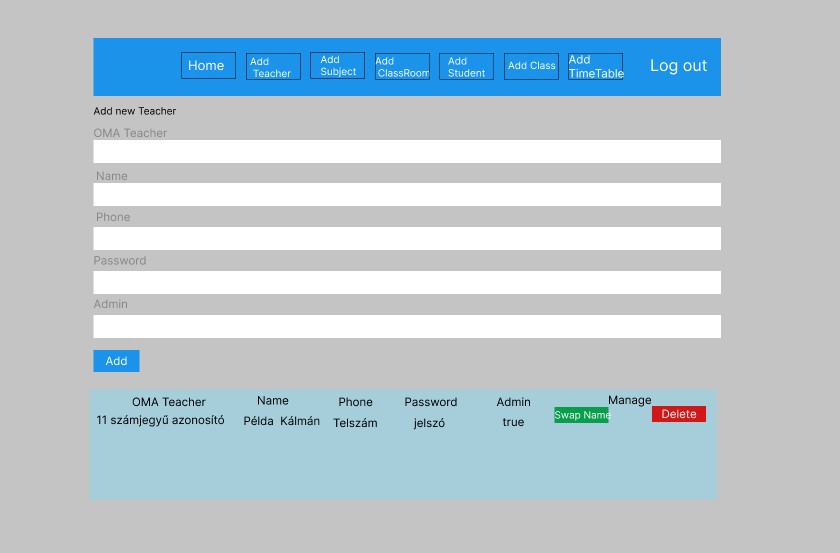 Home
Add
Teacher
Add
Subject
Add
ClassRoom
Add
Student
Add Class
Add
TimeTable
Log out
Add new Teacher
OMA Teacher
Name
Phone
Password
Admin
Add
OMA Teacher Name Phone Password Admin Manage
11 számjegyű azonosító Példa Kálmán Telszám jelszó true Swap Name Delete